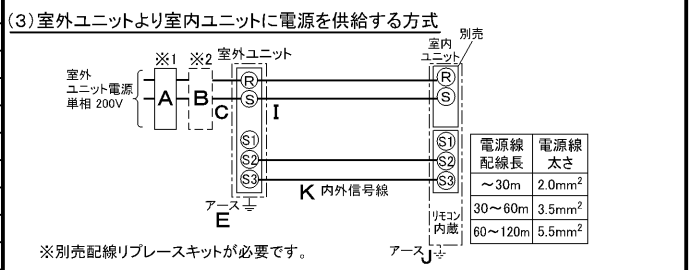 (3)室外ユニットより室内ユニットに電源を供給する方式
※1 ※2 室外ユニット
室内
ユニット
別売
室外
ユニット電源
単相 200V
A B C I
R R
S S
S1 S1
S2 S2
S3 S3
K 内外信号線
アース
E
リモコン
内蔵
アース J
電源線
配線長
電源線
太さ
～30m 2.0mm²
30～60m 3.5mm²
60～120m 5.5mm²
※別売配線リプレースキットが必要です。